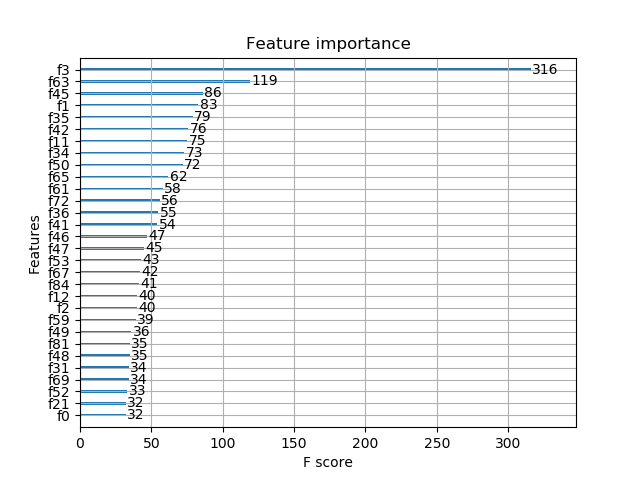 Feature importance
f3 316
f63 119
f45 86
f1 83
f35 79
f42 76
f11 75
f34 73
f50 72
f65 62
f61 58
f72 56
f36 55
f41 54
f46 47
f47 45
f53 43
f67 42
f84 41
f12 40
f2 40
f59 39
f49 36
f81 35
f48 35
f31 34
f69 34
f52 33
f21 32
f0 32
0 50 100 150 200 250 300
F score
Features